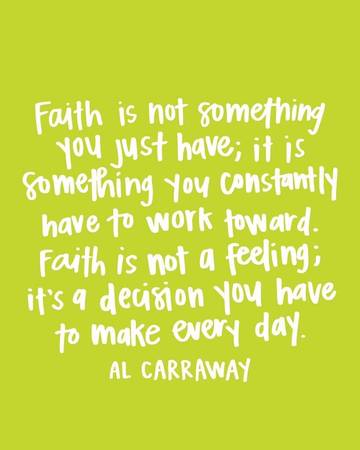 Faith is not something
you just have; it is
something you constantly
have to work toward.
Faith is not a feeling;
it's a decision you have
to make every day.
AL CARRAWAY